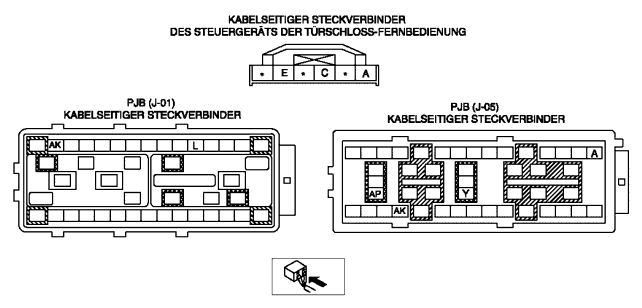 KABELSEITIGER STECKVERBINDER
DES STEUERGERÄTS DER TÜRSCHLOSS-FERNBEDIENUNG
* E * C * A
PJB (J-01)
KABELSEITIGER STECKVERBINDER
PJB (J-05)
KABELSEITIGER STECKVERBINDER
AK L
A
AP Y
AK